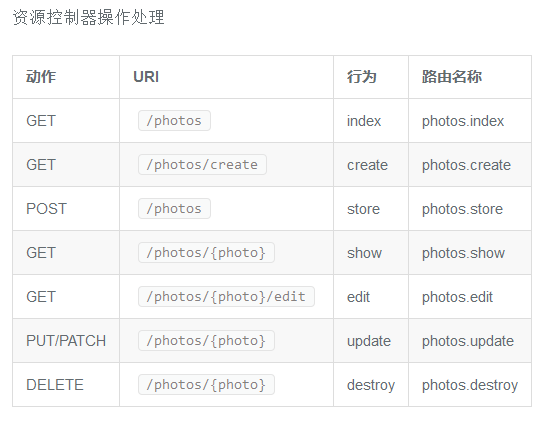 资源控制器操作处理
动作 URI 行为 路由名称
GET /photos index photos.index
GET /photos/create create photos.create
POST /photos store photos.store
GET /photos/{photo} show photos.show
GET /photos/{photo}/edit edit photos.edit
PUT/PATCH /photos/{photo} update photos.update
DELETE /photos/{photo} destroy photos.destroy